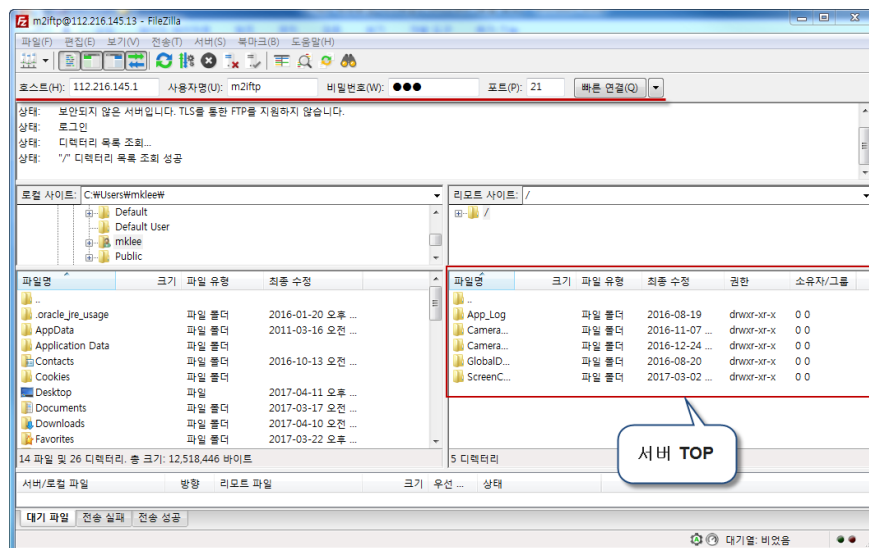 m2iftp@112.216.145.13 - FileZilla
파일(F) 편집(E) 보기(V) 전송(T) 서버(S) 북마크(B) 도움말(H)
호스트(H): 112.216.145.1 사용자명(U): m2iftp 비밀번호(W): ●●● 포트(P): 21 빠른 연결(Q)
상태: 보안되지 않은 서버입니다. TLS를 통한 FTP를 지원하지 않습니다.
상태: 로그인
상태: 디렉터리 목록 조회...
상태: "/" 디렉터리 목록 조회 성공
로컬 사이트: C:₩Users₩mklee₩
Default
Default User
mklee
Public
리모트 사이트: /
/
파일명 크기 파일 유형 최종 수정
..
.oracle_jre_usage 파일 폴더 2016-01-20 오후 ...
AppData 파일 폴더 2011-03-16 오전 ...
Application Data 파일 폴더
Contacts 파일 폴더 2016-10-13 오전 ...
Cookies 파일 폴더
Desktop 파일 2017-04-11 오후 ...
Documents 파일 폴더 2017-03-17 오전 ...
Downloads 파일 폴더 2017-04-10 오전 ...
Favorites 파일 폴더 2017-03-22 오후 ...
14 파일 및 26 디렉터리. 총 크기: 12,518,446 바이트
파일명 크기 파일 유형 최종 수정 권한 소유자/그룹
..
App_Log 파일 폴더 2016-08-19 drwxr-xr-x 0 0
Camera... 파일 폴더 2016-11-07 ... drwxr-xr-x 0 0
Camera... 파일 폴더 2016-12-24 ... drwxr-xr-x 0 0
GlobalD... 파일 폴더 2016-08-20 drwxr-xr-x 0 0
ScreenC... 파일 폴더 2017-03-02 ... drwxr-xr-x 0 0
서버 TOP
5 디렉터리
서버/로컬 파일 방향 리모트 파일 크기 우선 ... 상태
대기 파일 전송 실패 전송 성공
대기열: 비었음